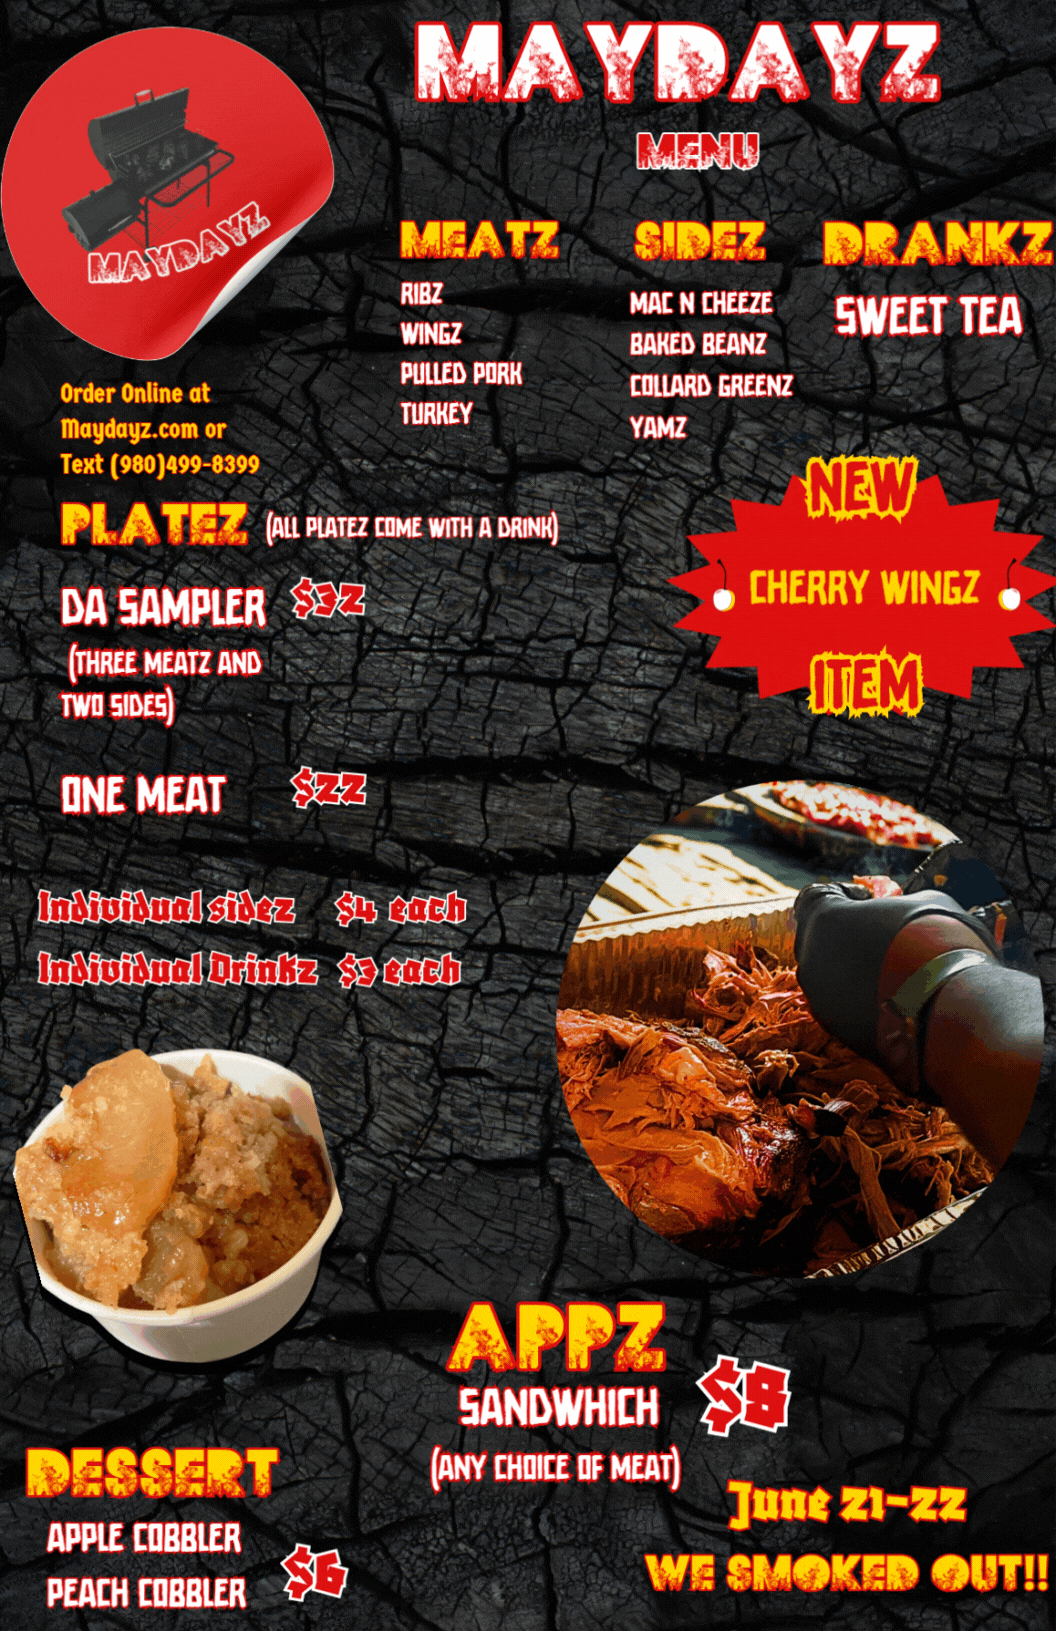 MAYDAYZ
MENU
MAYDAYZ
MEATZ
RIBZ
WINGZ
PULLED PORK
TURKEY
SIDEZ
MAC N CHEEZE
BAKED BEANZ
COLLARD GREENZ
YAMZ
DRANKZ
SWEET TEA
Order Online at
Maydayz.com or
Text (980)499-8399
PLATEZ (ALL PLATEZ COME WITH A DRINK)
DA SAMPLER $32
(THREE MEATZ AND
TWO SIDES)
ONE MEAT $22
NEW
CHERRY WINGZ
ITEM
Individual sidez $4 each
Individual Drinkz $3 each
APPZ
SANDWHICH $8
(ANY CHOICE OF MEAT)
DESSERT
APPLE COBBLER
PEACH COBBLER $6
June 21-22
WE SMOKED OUT!!